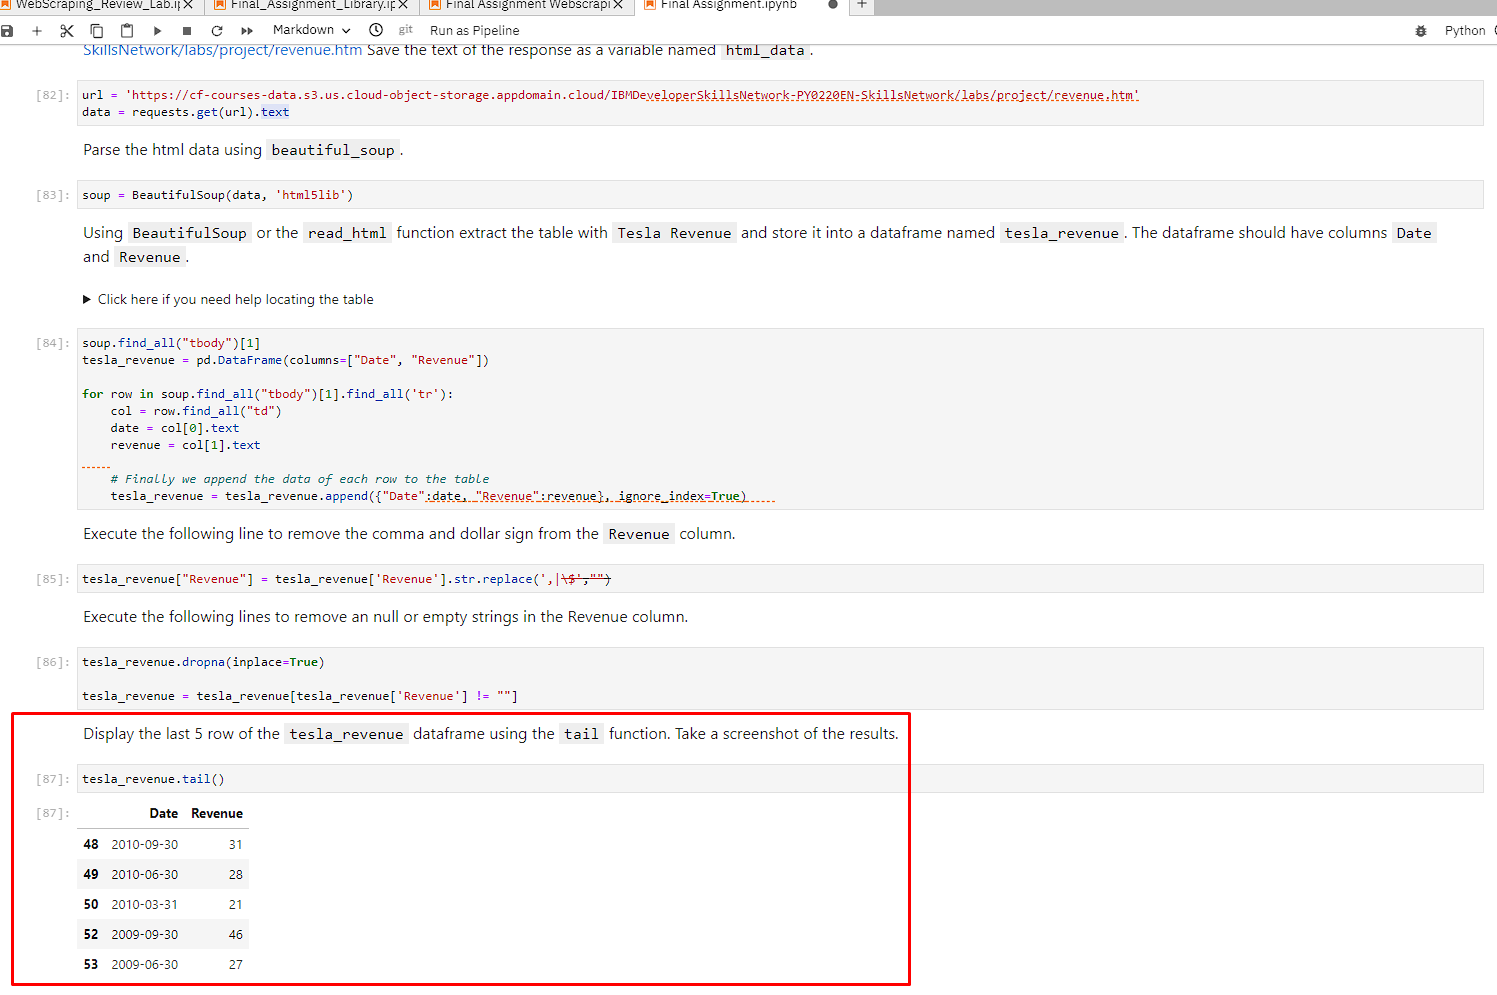 WebScraping_Review_Lab.ip
Final_Assignment_Library.ip
Final Assignment Webscrapi
Final Assignment.ipynb
Markdown
git
Run as Pipeline
Python
SkillsNetwork/labs/project/revenue.htm Save the text of the response as a variable named html_data.
[82]:
url = 'https://cf-courses-data.s3.us.cloud-object-storage.appdomain.cloud/IBMDeveloperSkillsNetwork-PY0220EN-SkillsNetwork/labs/project/revenue.htm'
data = requests.get(url).text
Parse the html data using beautiful_soup.
[83]:
soup = BeautifulSoup(data, 'html5lib')
Using BeautifulSoup or the read_html function extract the table with Tesla Revenue and store it into a dataframe named tesla_revenue. The dataframe should have columns Date
and Revenue.
Click here if you need help locating the table
[84]:
soup.find_all("tbody")[1]
tesla_revenue = pd.DataFrame(columns=["Date", "Revenue"])
for row in soup.find_all("tbody")[1].find_all('tr'):
col = row.find_all("td")
date = col[0].text
revenue = col[1].text
# Finally we append the data of each row to the table
tesla_revenue = tesla_revenue.append({"Date":date, "Revenue":revenue}, ignore_index=True)
Execute the following line to remove the comma and dollar sign from the Revenue column.
[85]:
tesla_revenue["Revenue"] = tesla_revenue['Revenue'].str.replace(',|\$',"")
Execute the following lines to remove an null or empty strings in the Revenue column.
[86]:
tesla_revenue.dropna(inplace=True)
tesla_revenue = tesla_revenue[tesla_revenue['Revenue'] != ""]
Display the last 5 row of the tesla_revenue dataframe using the tail function. Take a screenshot of the results.
[87]:
tesla_revenue.tail()
[87]:
Date Revenue
48 2010-09-30 31
49 2010-06-30 28
50 2010-03-31 21
52 2009-09-30 46
53 2009-06-30 27